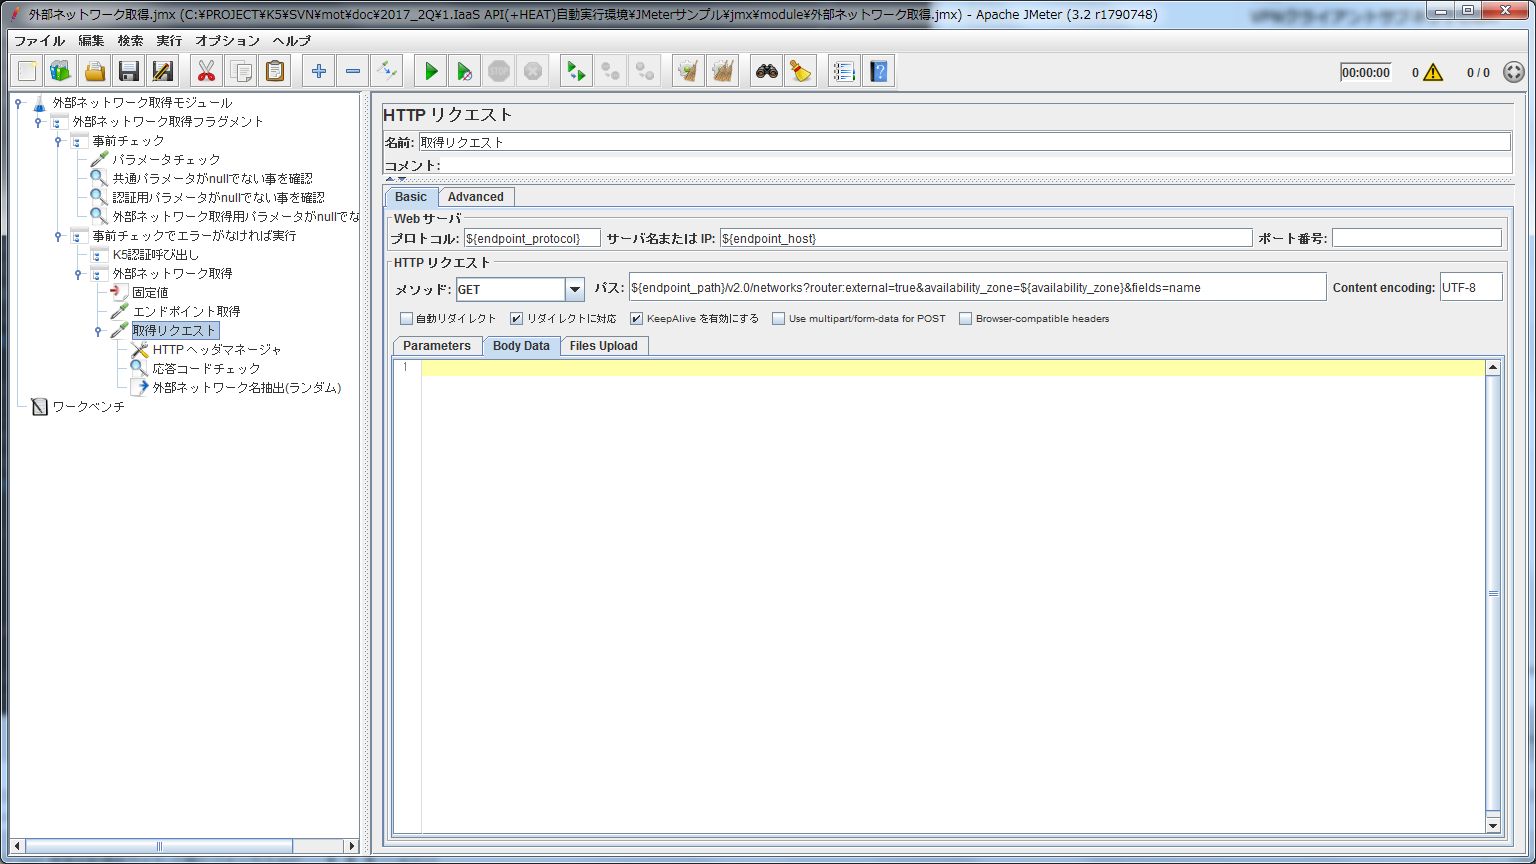 外部ネットワーク取得.jmx (C:¥PROJECT¥K5¥SVN¥mot¥doc¥2017_2Q¥1.IaaS API(+HEAT)自動実行環境¥JMeterサンプル¥jmx¥module¥外部ネットワーク取得.jmx) - Apache JMeter (3.2 r1790748)
ファイル 編集 検索 実行 オプション ヘルプ
STOP 00:00:00 0 0 / 0
外部ネットワーク取得モジュール
外部ネットワーク取得フラグメント
事前チェック
パラメータチェック
共通パラメータがnullでない事を確認
認証用パラメータがnullでない事を確認
外部ネットワーク取得用パラメータがnullでな
事前チェックでエラーがなければ実行
K5認証呼び出し
外部ネットワーク取得
固定値
エンドポイント取得
取得リクエスト
HTTP ヘッダマネージャ
応答コードチェック
外部ネットワーク名抽出(ランダム)
ワークベンチ
HTTP リクエスト
名前: 取得リクエスト
コメント:
Basic Advanced
Web サーバ
プロトコル: ${endpoint_protocol} サーバ名または IP: ${endpoint_host} ポート番号:
HTTP リクエスト
メソッド: GET パス: ${endpoint_path}/v2.0/networks?router:external=true&availability_zone=${availability_zone}&fields=name Content encoding: UTF-8
自動リダイレクト リダイレクトに対応 KeepAlive を有効にする Use multipart/form-data for POST Browser-compatible headers
Parameters Body Data Files Upload
1